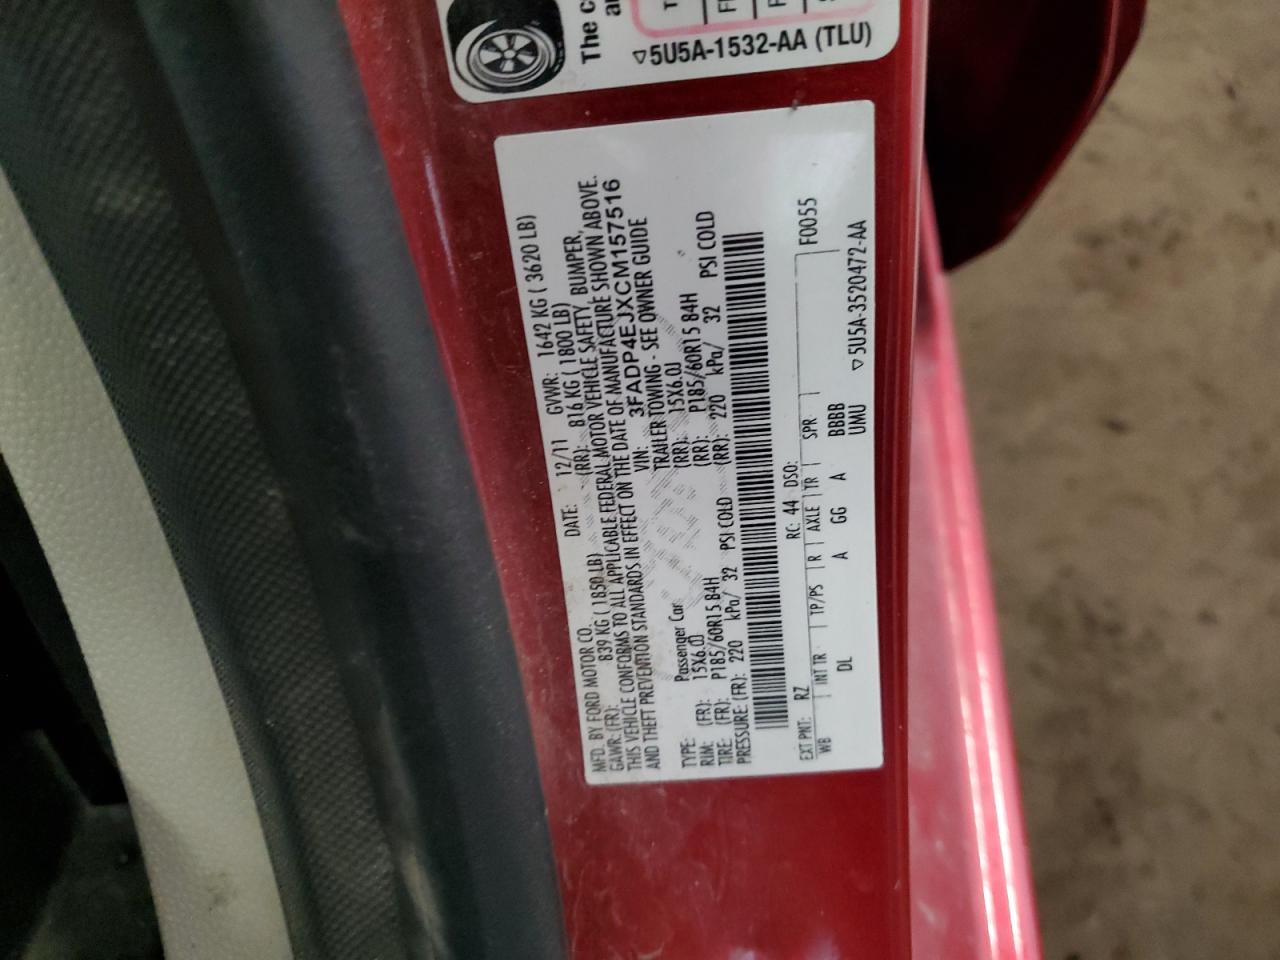 The c
a
T
F
F
▽5U5A-1532-AA (TLU)
MFD. BY FORD MOTOR CO. DATE: 12/11 GVWR: 1642 KG ( 3620 LB)
GAWR: (FR): 839 KG ( 1850 LB) (RR): 816 KG ( 1800 LB)
THIS VEHICLE CONFORMS TO ALL APPLICABLE FEDERAL MOTOR VEHICLE SAFETY, BUMPER,
AND THEFT PREVENTION STANDARDS IN EFFECT ON THE DATE OF MANUFACTURE SHOWN ABOVE.
VIN: 3FADP4EJXCM157516
TYPE: Passenger Car TRAILER TOWING - SEE OWNER GUIDE
RIM: (FR): 15X6.0J (RR): 15X6.0J
TIRE: (FR): P185/60R15 84H (RR): P185/60R15 84H
PRESSURE: (FR): 220 kPa/ 32 PSI COLD (RR): 220 kPa/ 32 PSI COLD
EXT PNT: RZ RC: 44 DSO: F0055
WB INT TR TP/PS R AXLE TR SPR
DL A GG A BBBB
UMU ▽5U5A-3520472-AA